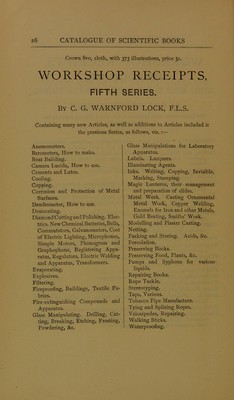 26 CATALOGUE OF SCIENTIFIC BOOKS
Crown 8vo, cloth, with 373 illustrations, price 5s.
WORKSHOP RECEIPTS,
FIFTH SERIES.
BY C. G. WARNFORD LOCK, F.L.S.
Containing many new Articles, as well as additions to Articles included in
the previous Series, as follows, viz. :—
Anemometers.
Barometers, How to make.
Boat Building.
Camera Lucida, How to use.
Cements and Lutes.
Cooling.
Copying.
Corrosion and Protection of Metal
Surfaces.
Dendrometer, How to use.
Desiccating.
Diamond Cutting and Polishing. Elec-
trics. New Chemical Batteries, Bells,
Commutators, Galvanometers, Cost
of Electric Lighting, Microphones,
Simple Motors, Phonogram and
Graphophone, Registering Appa-
ratus, Regulators, Electric Welding
and Apparatus, Transformers.
Evaporating.
Explosives.
Filtering.
Fireproofing, Buildings, Textile Fa-
brics.
Fire-extinguishing Compounds and
Apparatus.
Glass Manipulating. Drilling, Cut-
ting, Breaking, Etching, Frosting,
Powdering, &c.
Glass Manipulations for Laboratory
Apparatus.
Labels. Lacquers.
Illuminating Agents.
Inks. Writing, Copying, Invisible,
Marking, Stamping.
Magic Lanterns, their management
and preparation of slides.
Metal Work. Casting Ornamental
Metal Work, Copper Welding,
Enamels for Iron and other Metals,
Gold Beating, Smiths' Work.
Modelling and Plaster Casting.
Netting.
Packing and Storing. Acids, &c.
Percolation.
Preserving Books.
Preserving Food, Plants, &c.
Pumps and Syphons for various
liquids.
Repairing Books.
Rope Tackle.
Stereotyping.
Taps, Various.
Tobacco Pipe Manufacture.
Tying and Splicing Ropes.
Velocipedes, Repairing.
Walking Sticks.
Waterproofing.